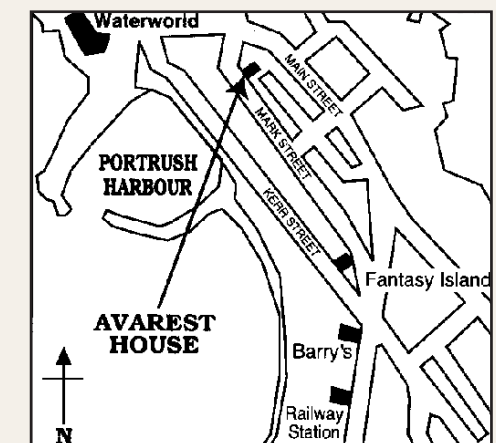 Waterworld
MAIN STREET
MARK STREET
PORTRUSH
HARBOUR
KERR STREET
Fantasy Island
AVAREST
HOUSE
Barry's
Railway
Station
N